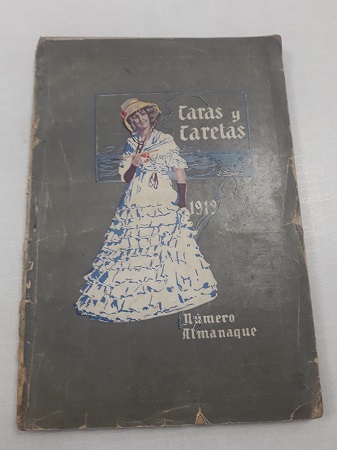 Caras y
Caretas
1919
Número
Almanaque